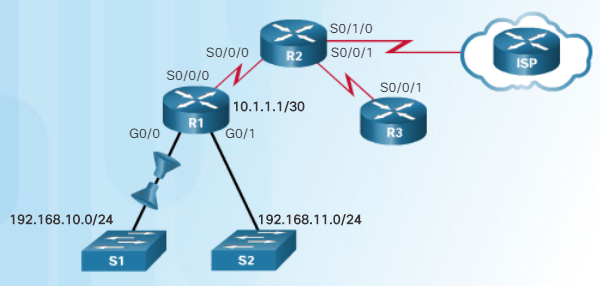 S0/1/0
S0/0/0
R2
S0/0/1
ISP
S0/0/0
S0/0/1
10.1.1.1/30
R1
R3
G0/0
G0/1
192.168.10.0/24
192.168.11.0/24
S1
S2